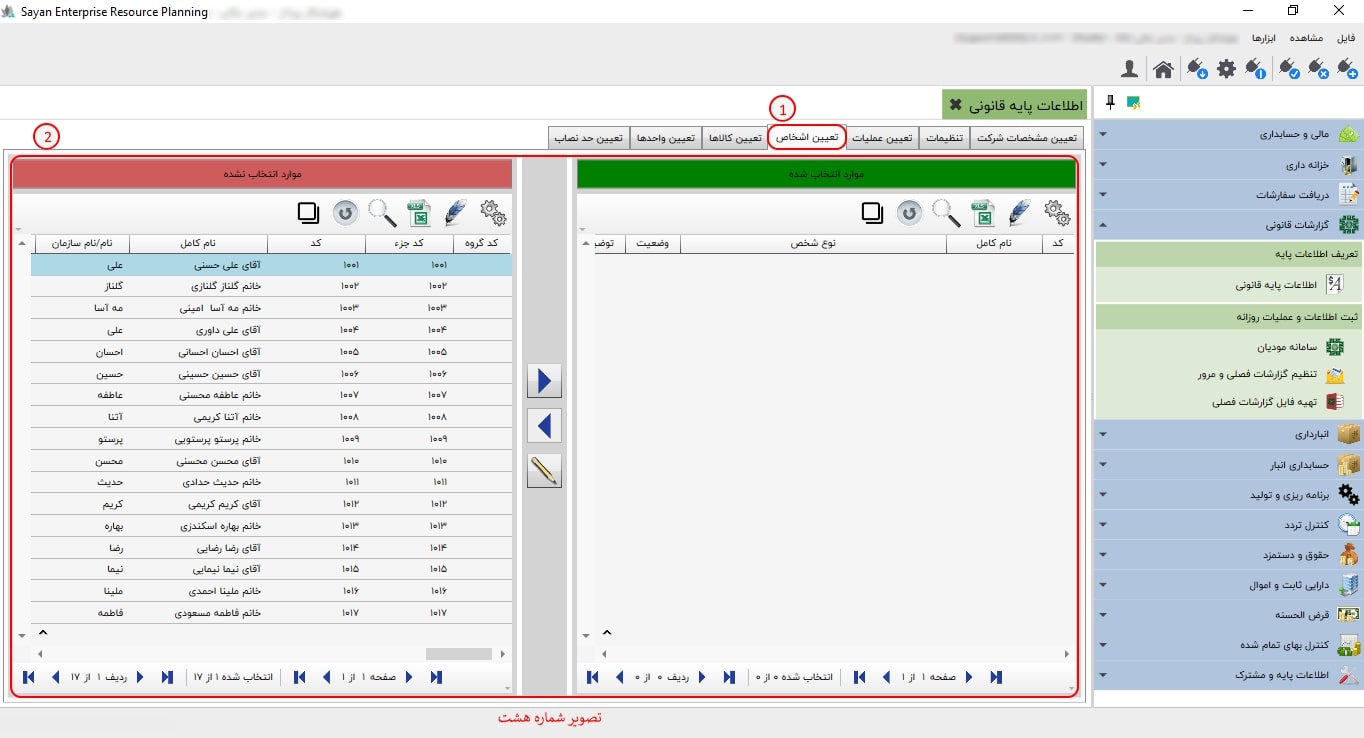 Sayan Enterprise Resource Planning
فایل مشاهده ابزارها
اطلاعات پایه قانونی
1
2
تعیین مشخصات شرکت تنظیمات تعیین عملیات تعیین اشخاص تعیین کالاها تعیین واحدها تعیین حد نصاب
مالی و حسابداری
خزانه داری
دریافت سفارشات
گزارشات قانونی
تعریف اطلاعات پایه
اطلاعات پایه قانونی
ثبت اطلاعات و عملیات روزانه
سامانه مودیان
تنظیم گزارشات فصلی و مرور
تهیه فایل گزارشات فصلی
انبارداری
حسابداری انبار
برنامه ریزی و تولید
کنترل تردد
حقوق و دستمزد
دارایی ثابت و اموال
قرض الحسنه
کنترل بهای تمام شده
اطلاعات پایه و مشترک
موارد انتخاب شده
کد نام کامل نوع شخص وضعیت توضی
صفحه ۱ از ۱ انتخاب شده ۰ از ۰ ردیف ۰ از ۰
موارد انتخاب نشده
کد گروه کد جزء کد نام کامل نام/نام سازمان
۱۰۰۱ ۱۰۰۱ آقای علی حسنی علی
۱۰۰۲ ۱۰۰۲ خانم گلناز گلنازی گلناز
۱۰۰۳ ۱۰۰۳ خانم مه آسا امینی مه آسا
۱۰۰۴ ۱۰۰۴ آقای علی داوری علی
۱۰۰۵ ۱۰۰۵ آقای احسان احسانی احسان
۱۰۰۶ ۱۰۰۶ آقای حسین حسینی حسین
۱۰۰۷ ۱۰۰۷ خانم عاطفه محسنی عاطفه
۱۰۰۸ ۱۰۰۸ خانم آتنا کریمی آتنا
۱۰۰۹ ۱۰۰۹ خانم پرستو پرستویی پرستو
۱۰۱۰ ۱۰۱۰ آقای محسن محسنی محسن
۱۰۱۱ ۱۰۱۱ خانم حدیث حدادی حدیث
۱۰۱۲ ۱۰۱۲ آقای کریم کریمی کریم
۱۰۱۳ ۱۰۱۳ خانم بهاره اسکندزی بهاره
۱۰۱۴ ۱۰۱۴ آقای رضا رضایی رضا
۱۰۱۵ ۱۰۱۵ آقای نیما نیمایی نیما
۱۰۱۶ ۱۰۱۶ خانم ملینا احمدی ملینا
۱۰۱۷ ۱۰۱۷ خانم فاطمه مسعودی فاطمه
صفحه ۱ از ۱ انتخاب شده ۱ از ۱۷ ردیف ۱ از ۱۷
تصویر شماره هشت